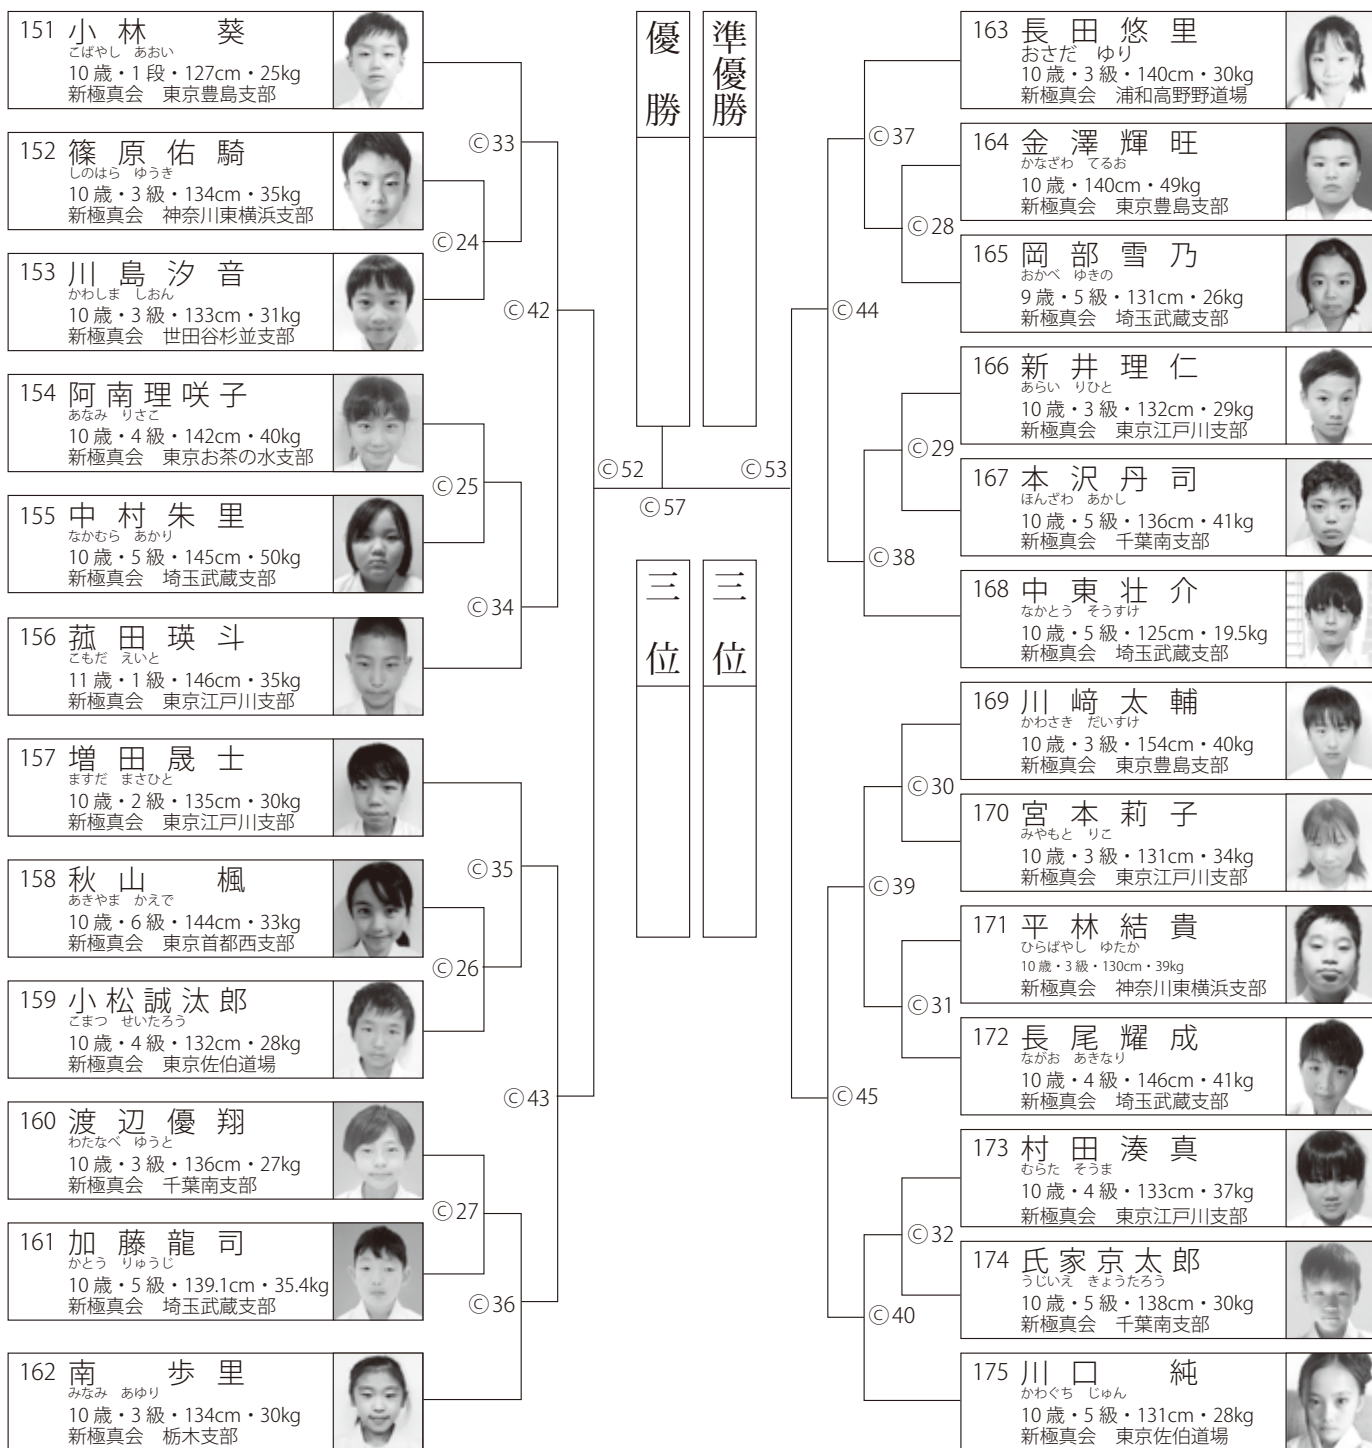 151 小林 葵
こばやし あおい
10歳・1段・127cm・25kg
新極真会 東京豊島支部
152 篠原佑騎
しのはら ゆうき
10歳・3級・134cm・35kg
新極真会 神奈川東横浜支部
153 川島汐音
かわしま しおん
10歳・3級・133cm・31kg
新極真会 世田谷杉並支部
154 阿南理咲子
あなみ りさこ
10歳・4級・142cm・40kg
新極真会 東京お茶の水支部
155 中村朱里
なかむら あかり
10歳・5級・145cm・50kg
新極真会 埼玉武蔵支部
156 菰田瑛斗
こもだ えいと
11歳・1級・146cm・35kg
新極真会 東京江戸川支部
157 増田晟士
ますだ まさひと
10歳・2級・135cm・30kg
新極真会 東京江戸川支部
158 秋山 楓
あきやま かえで
10歳・6級・144cm・33kg
新極真会 東京首都西支部
159 小松誠汰郎
こまつ せいたろう
10歳・4級・132cm・28kg
新極真会 東京佐伯道場
160 渡辺優翔
わたなべ ゆうと
10歳・3級・136cm・27kg
新極真会 千葉南支部
161 加藤龍司
かとう りゅうじ
10歳・5級・139.1cm・35.4kg
新極真会 埼玉武蔵支部
162 南 歩里
みなみ あゆり
10歳・3級・134cm・30kg
新極真会 栃木支部
Ⓒ33
Ⓒ24
Ⓒ42
Ⓒ25
Ⓒ34
Ⓒ35
Ⓒ26
Ⓒ43
Ⓒ27
Ⓒ36
優勝
準優勝
Ⓒ52
Ⓒ53
Ⓒ57
三位
三位
Ⓒ37
Ⓒ28
Ⓒ44
Ⓒ29
Ⓒ38
Ⓒ30
Ⓒ39
Ⓒ31
Ⓒ45
Ⓒ32
Ⓒ40
163 長田悠里
おさだ ゆり
10歳・3級・140cm・30kg
新極真会 浦和高野野道場
164 金澤輝旺
かなざわ てるお
10歳・140cm・49kg
新極真会 東京豊島支部
165 岡部雪乃
おかべ ゆきの
9歳・5級・131cm・26kg
新極真会 埼玉武蔵支部
166 新井理仁
あらい りひと
10歳・3級・132cm・29kg
新極真会 東京江戸川支部
167 本沢丹司
ほんざわ あかし
10歳・5級・136cm・41kg
新極真会 千葉南支部
168 中東壮介
なかとう そうすけ
10歳・5級・125cm・19.5kg
新極真会 埼玉武蔵支部
169 川﨑太輔
かわさき だいすけ
10歳・3級・154cm・40kg
新極真会 東京豊島支部
170 宮本莉子
みやもと りこ
10歳・3級・131cm・34kg
新極真会 東京江戸川支部
171 平林結貴
ひらばやし ゆたか
10歳・3級・130cm・39kg
新極真会 神奈川東横浜支部
172 長尾耀成
ながお あきなり
10歳・4級・146cm・41kg
新極真会 埼玉武蔵支部
173 村田湊真
むらた そうま
10歳・4級・133cm・37kg
新極真会 東京江戸川支部
174 氏家京太郎
うじいえ きょうたろう
10歳・5級・138cm・30kg
新極真会 千葉南支部
175 川口 純
かわぐち じゅん
10歳・5級・131cm・28kg
新極真会 東京佐伯道場